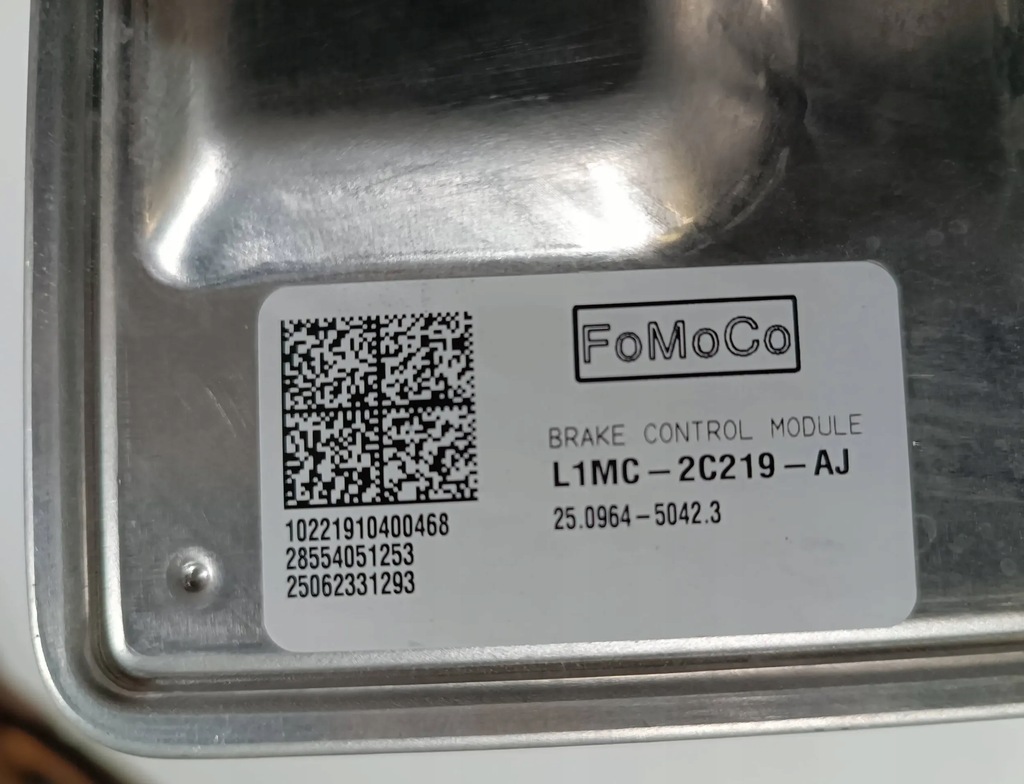 FoMoCo
BRAKE CONTROL MODULE
L1MC-2C219-AJ
25.0964-5042.3
10221910400468
28554051253
25062331293